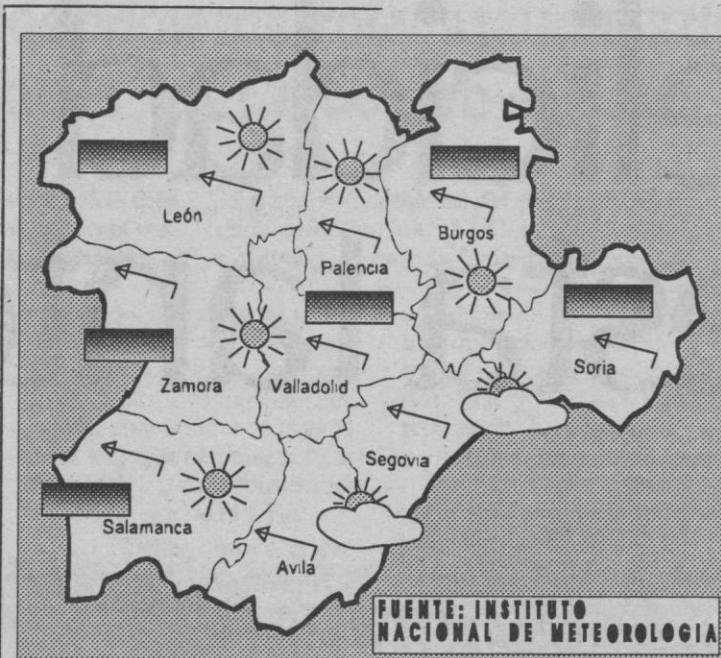 León
Burgos
Palencia
Soria
Zamora
Valladolid
Segovia
Salamanca
Avila
FUENTE: INSTITUTO
NACIONAL DE METEOROLOGIA